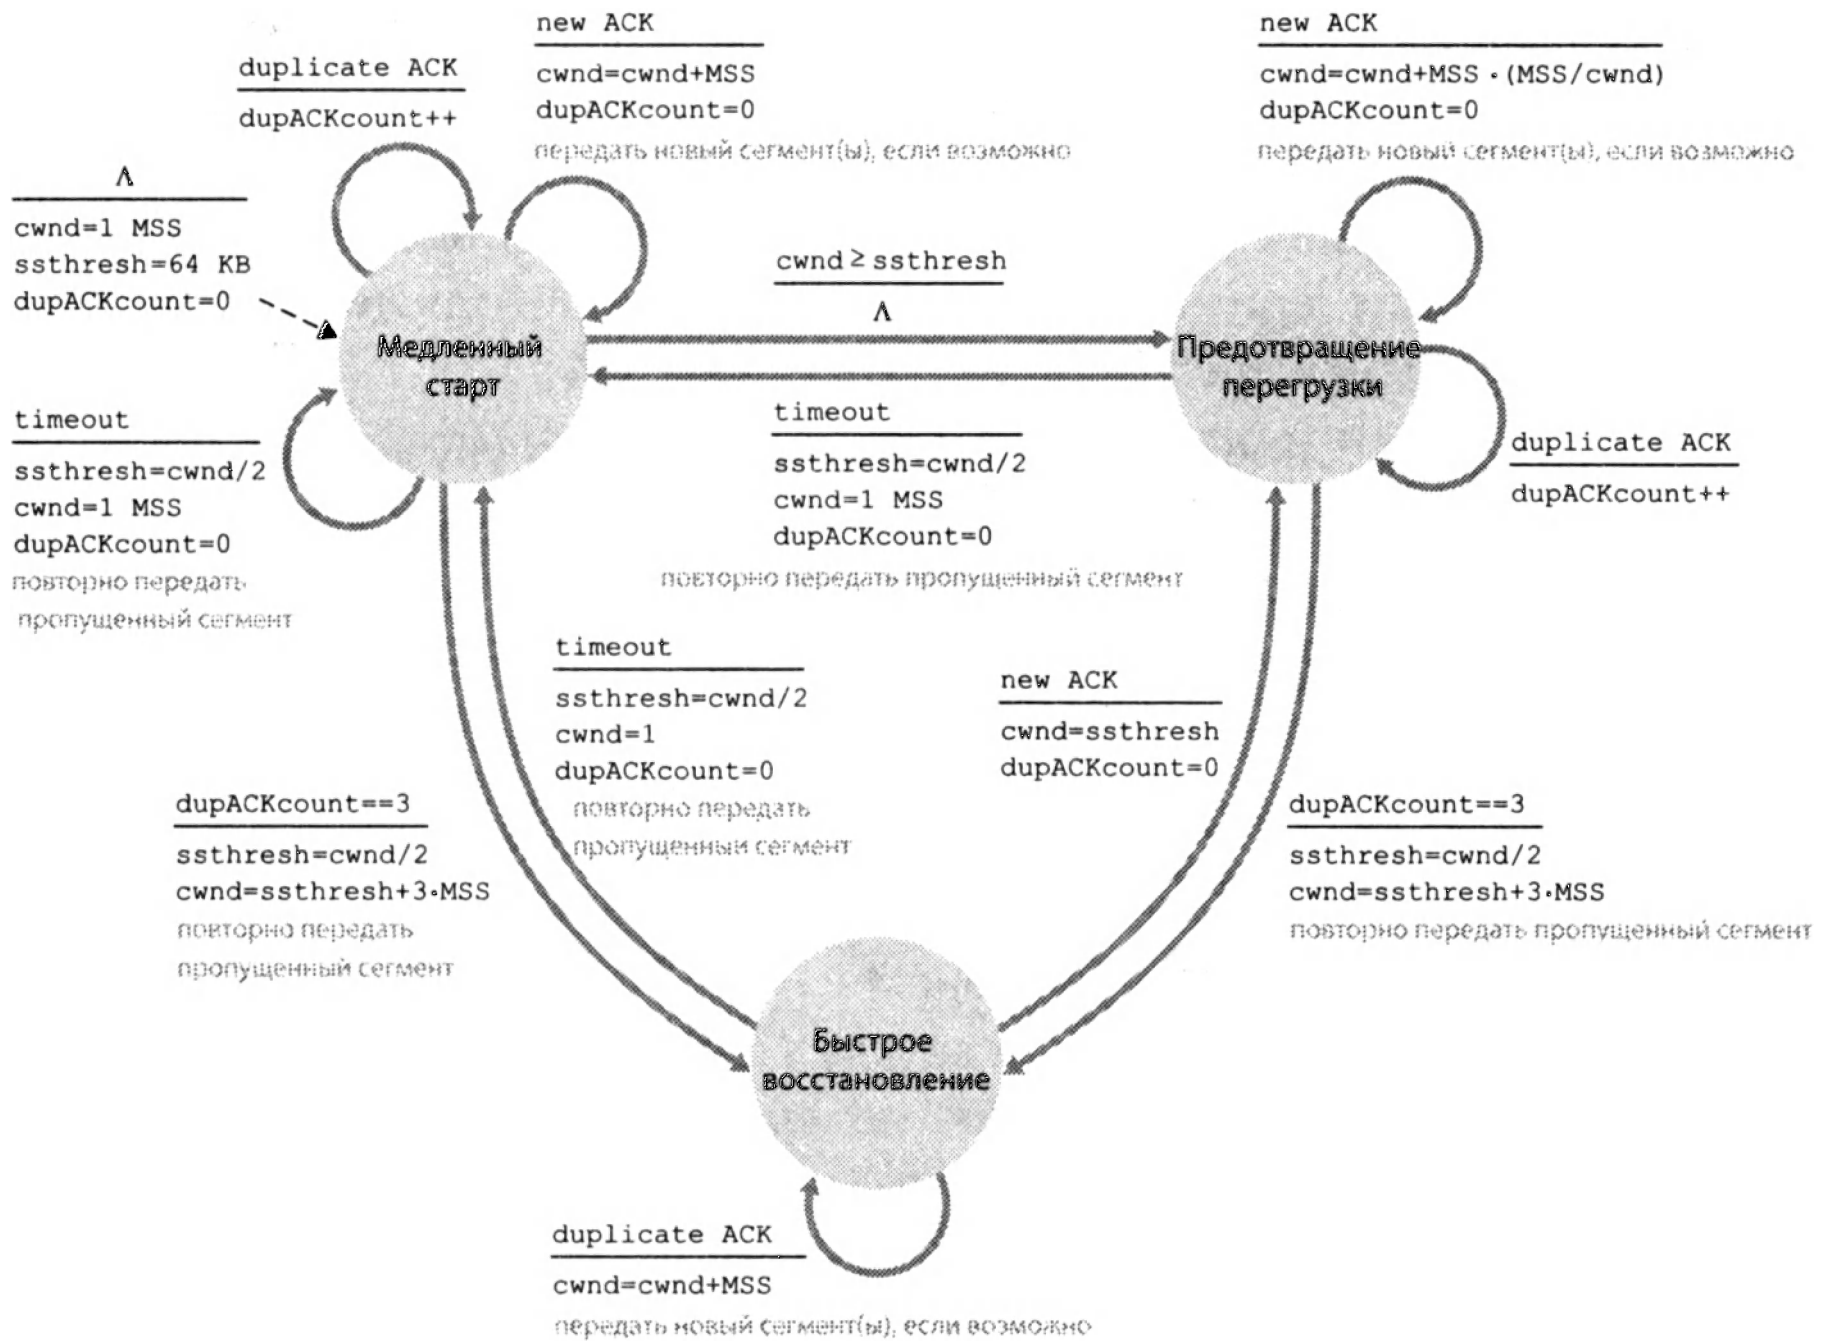 new ACK
cwnd=cwnd+MSS
dupACKcount=0
передать новый сегмент(ы), если возможно
new ACK
cwnd=cwnd+MSS·(MSS/cwnd)
dupACKcount=0
передать новый сегмент(ы), если возможно
duplicate ACK
dupACKcount++
Λ
cwnd=1 MSS
ssthresh=64 KB
dupACKcount=0
cwnd≥ssthresh
Λ
Медленный
старт
Предотвращение
перегрузки
timeout
ssthresh=cwnd/2
cwnd=1 MSS
dupACKcount=0
повторно передать
пропущенный сегмент
timeout
ssthresh=cwnd/2
cwnd=1 MSS
dupACKcount=0
повторно передать пропущенный сегмент
duplicate ACK
dupACKcount++
timeout
ssthresh=cwnd/2
cwnd=1
dupACKcount=0
повторно передать
пропущенный сегмент
new ACK
cwnd=ssthresh
dupACKcount=0
dupACKcount==3
ssthresh=cwnd/2
cwnd=ssthresh+3·MSS
повторно передать
пропущенный сегмент
dupACKcount==3
ssthresh=cwnd/2
cwnd=ssthresh+3·MSS
повторно передать пропущенный сегмент
Быстрое
восстановление
duplicate ACK
cwnd=cwnd+MSS
передать новый сегмент(ы), если возможно